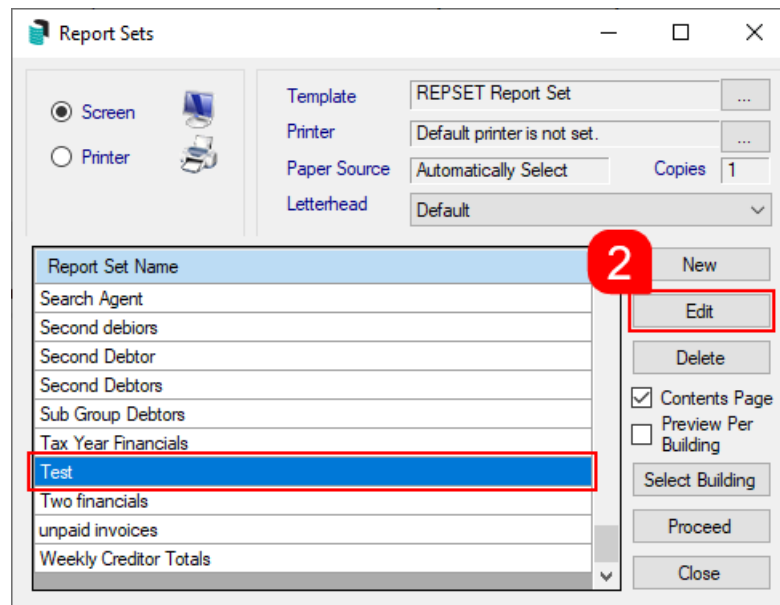 Report Sets
Screen
Printer
Template REPSET Report Set ...
Printer Default printer is not set. ...
Paper Source Automatically Select Copies 1
Letterhead Default
Report Set Name
Search Agent
Second debiors
Second Debtor
Second Debtors
Sub Group Debtors
Tax Year Financials
Test
Two financials
unpaid invoices
Weekly Creditor Totals
2
New
Edit
Delete
Contents Page
Preview Per
Building
Select Building
Proceed
Close